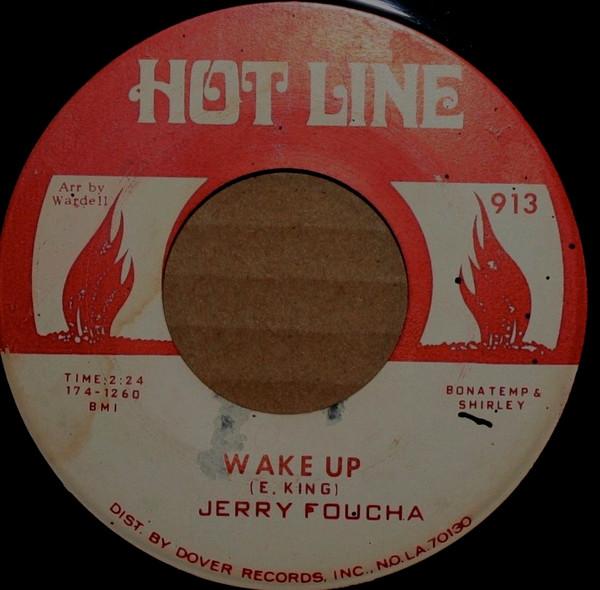 HOT LINE
Arr by
Wardell
913
TIME:2:24
174-1260
BMI
BONATEMP &
SHIRLEY
WAKE UP
(E. KING)
JERRY FOUCHA
DIST. BY DOVER RECORDS, INC., N.O. LA. 70130